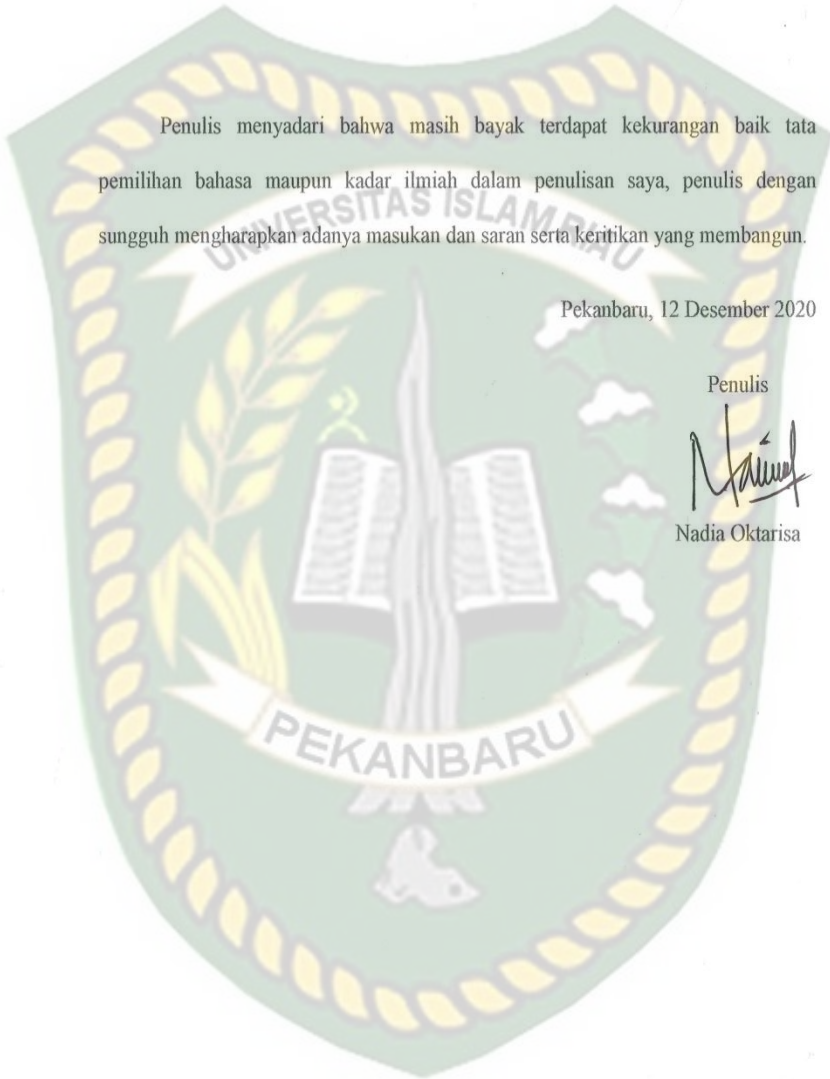 Penulis menyadari bahwa masih bayak terdapat kekurangan baik tata
pemilihan bahasa maupun kadar ilmiah dalam penulisan saya, penulis dengan
UNIVERSITAS ISLAM RIAU
sungguh mengharapkan adanya masukan dan saran serta keritikan yang membangun.
Pekanbaru, 12 Desember 2020
Penulis
Nadia Oktarisa
PEKANBARU